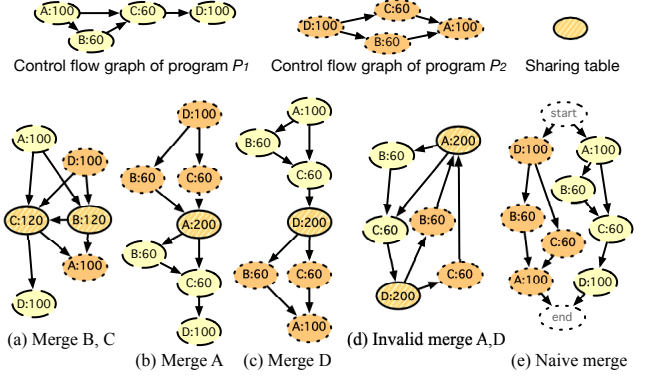 A:100 C:60 D:100
B:60
C:60
D:100 A:100
B:60
Control flow graph of program P1 Control flow graph of program P2 Sharing table
A:100
D:100
C:120 B:120
A:100
D:100
(a) Merge B, C
D:100
B:60 C:60
A:200
B:60
C:60
D:100
(b) Merge A
A:100
B:60
C:60
D:200
B:60 C:60
A:100
(c) Merge D
A:200
B:60
C:60 B:60
C:60
D:200
(d) Invalid merge A,D
start
D:100 A:100
B:60
B:60 C:60
C:60
A:100 D:100
end
(e) Naive merge